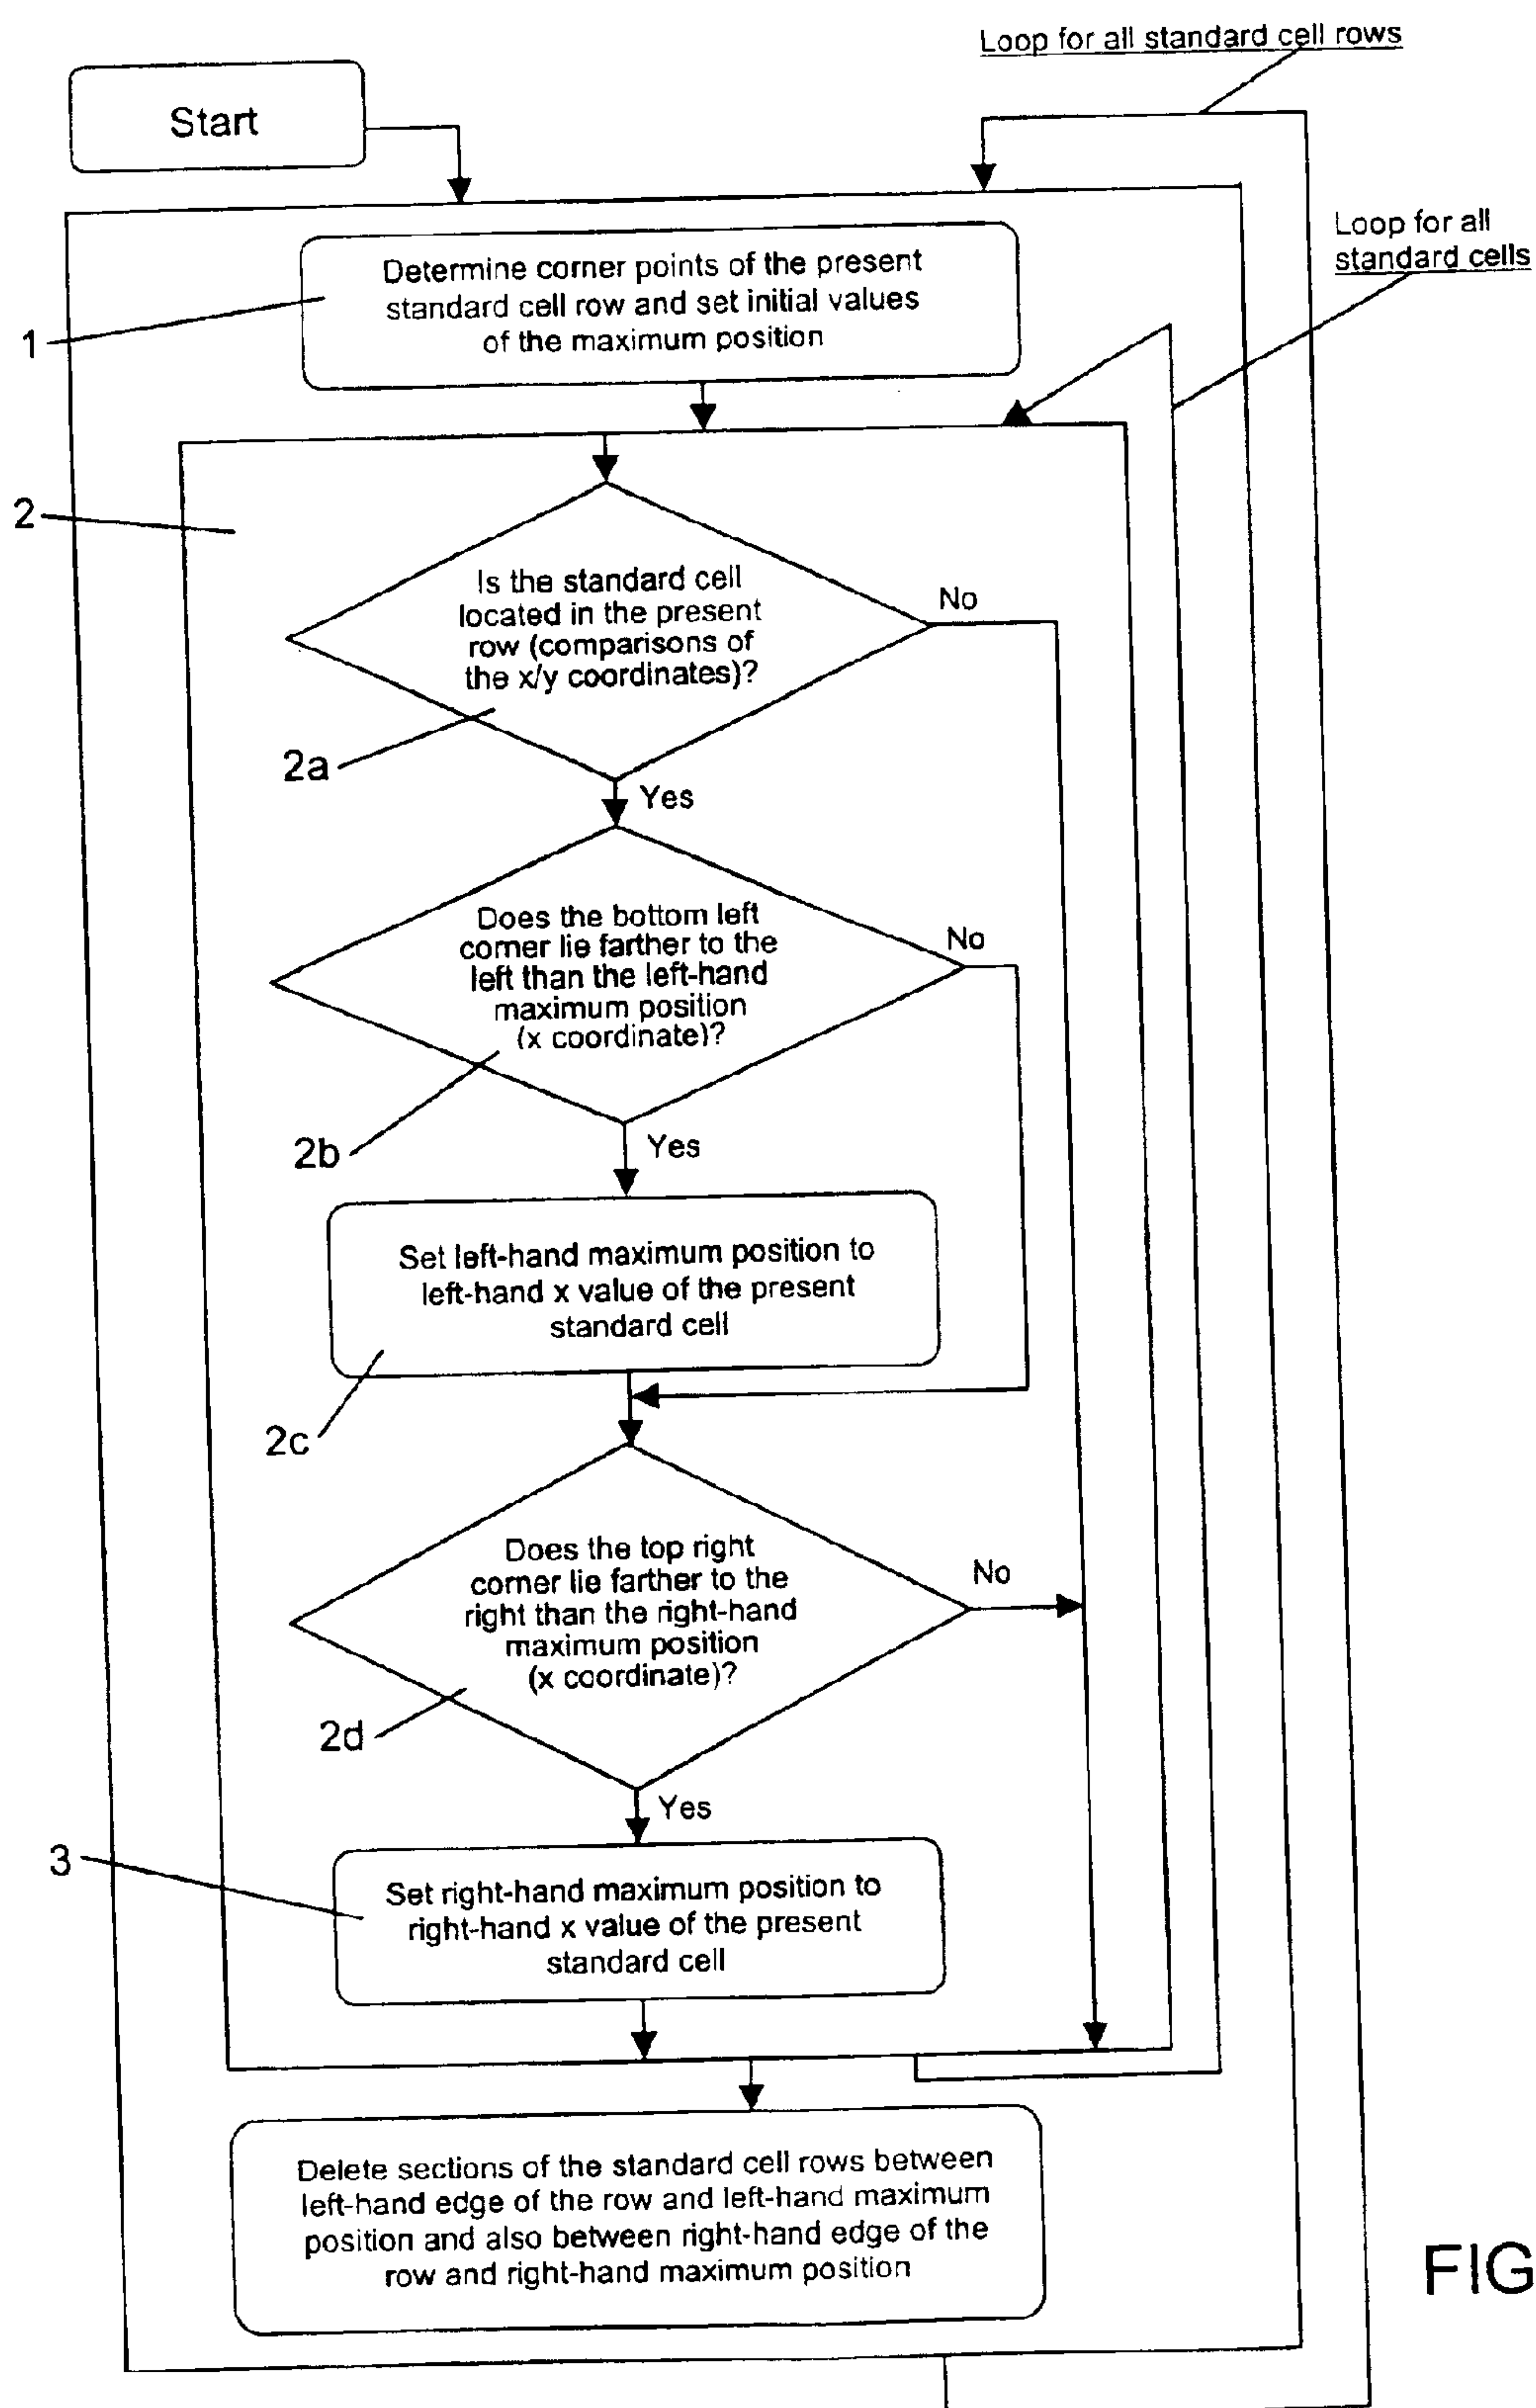 Loop for all standard cell rows
Start
Loop for all
standard cells
Determine corner points of the present
standard cell row and set initial values
of the maximum position
1
2
Is the standard cell
located in the present
row (comparisons of
the x/y coordinates)?
No
2a
Yes
Does the bottom left
corner lie farther to the
left than the left-hand
maximum position
(x coordinate)?
No
2b
Yes
Set left-hand maximum position to
left-hand x value of the present
standard cell
2c
Does the top right
corner lie farther to the
right than the right-hand
maximum position
(x coordinate)?
No
2d
Yes
3
Set right-hand maximum position to
right-hand x value of the present
standard cell
Delete sections of the standard cell rows between
left-hand edge of the row and left-hand maximum
position and also between right-hand edge of the
row and right-hand maximum position
FIG